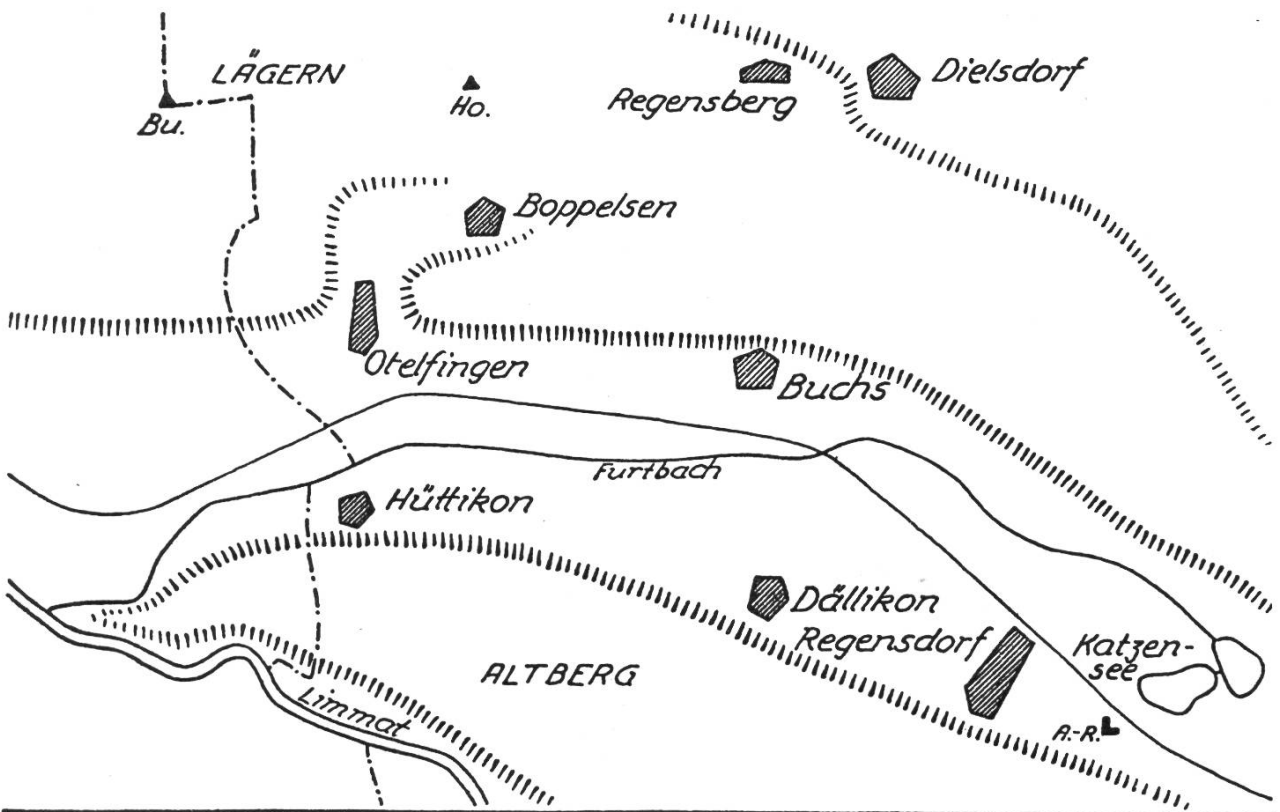 LÄGERN
Bu.
Ho.
Regensberg
Dielsdorf
Boppelsen
Otelfingen
Buchs
Furtbach
Hüttikon
Dällikon
Regensdorf
Katzen-
see
ALTBERG
Limmat
A.-R.